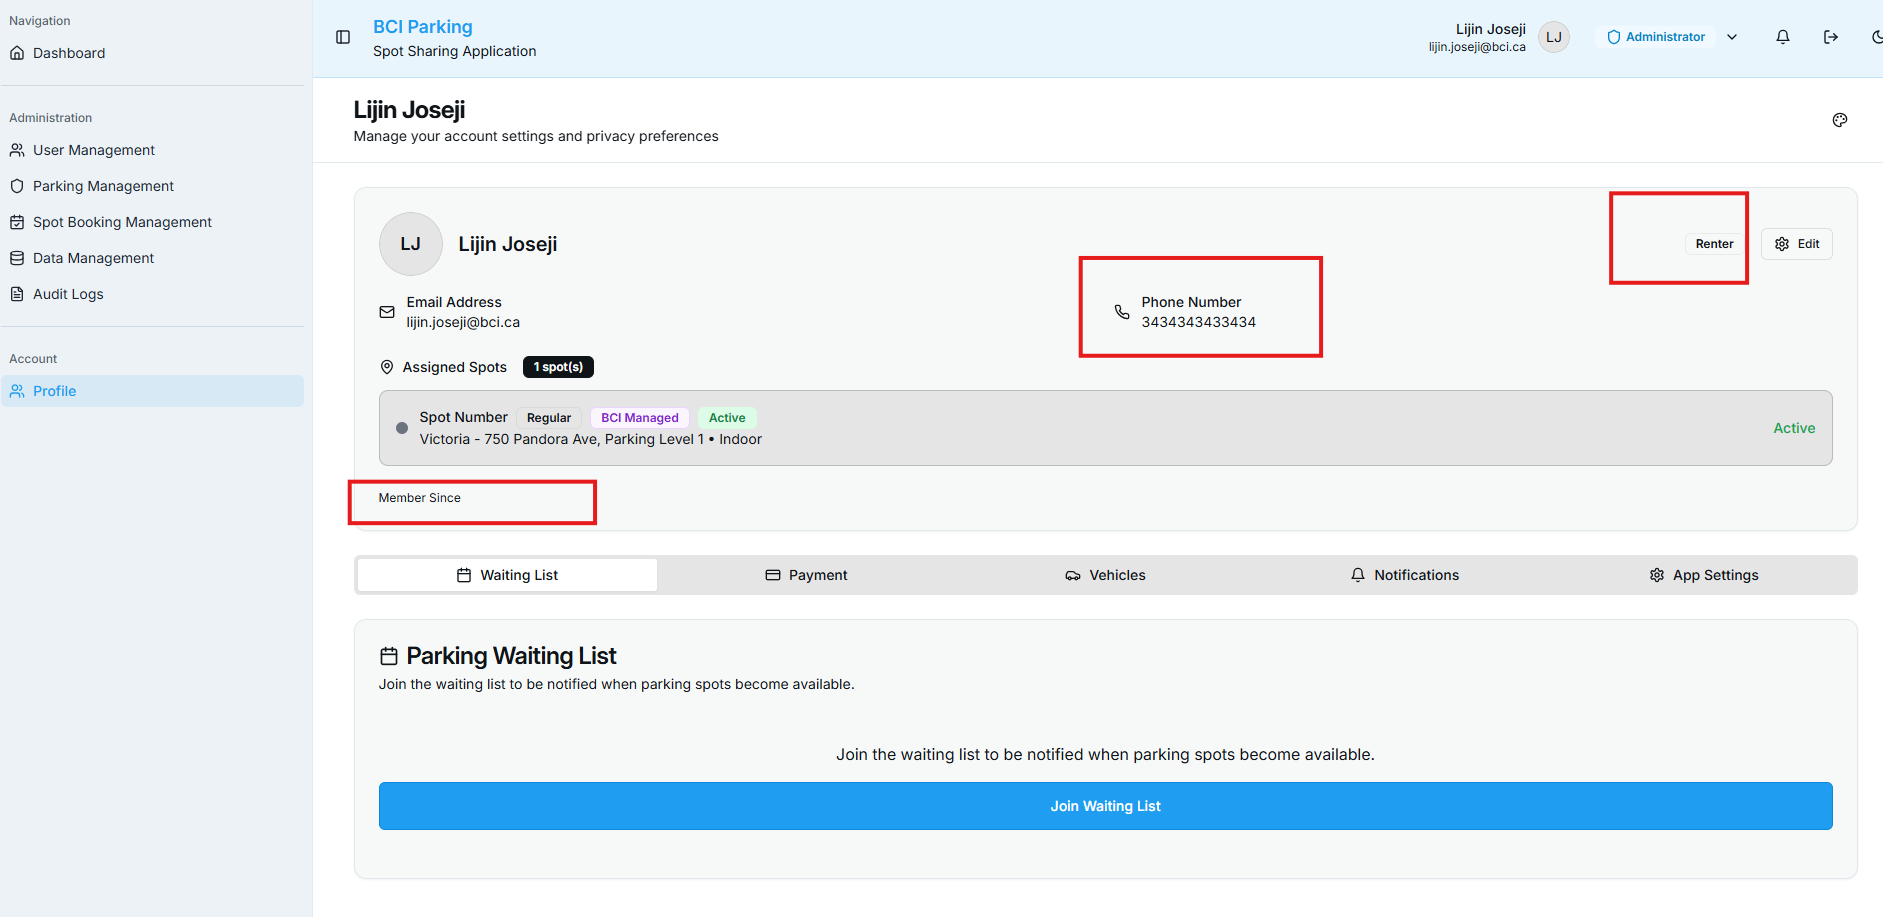 Navigation
Dashboard
Administration
User Management
Parking Management
Spot Booking Management
Data Management
Audit Logs
Account
Profile
BCI Parking
Spot Sharing Application
Lijin Joseji
lijin.joseji@bci.ca
LJ
Administrator
Lijin Joseji
Manage your account settings and privacy preferences
LJ
Lijin Joseji
Renter
Edit
Email Address
lijin.joseji@bci.ca
Phone Number
3434343433434
Assigned Spots 1 spot(s)
Spot Number Regular BCI Managed Active
Victoria - 750 Pandora Ave, Parking Level 1 • Indoor
Active
Member Since
Waiting List
Payment
Vehicles
Notifications
App Settings
Parking Waiting List
Join the waiting list to be notified when parking spots become available.
Join the waiting list to be notified when parking spots become available.
Join Waiting List